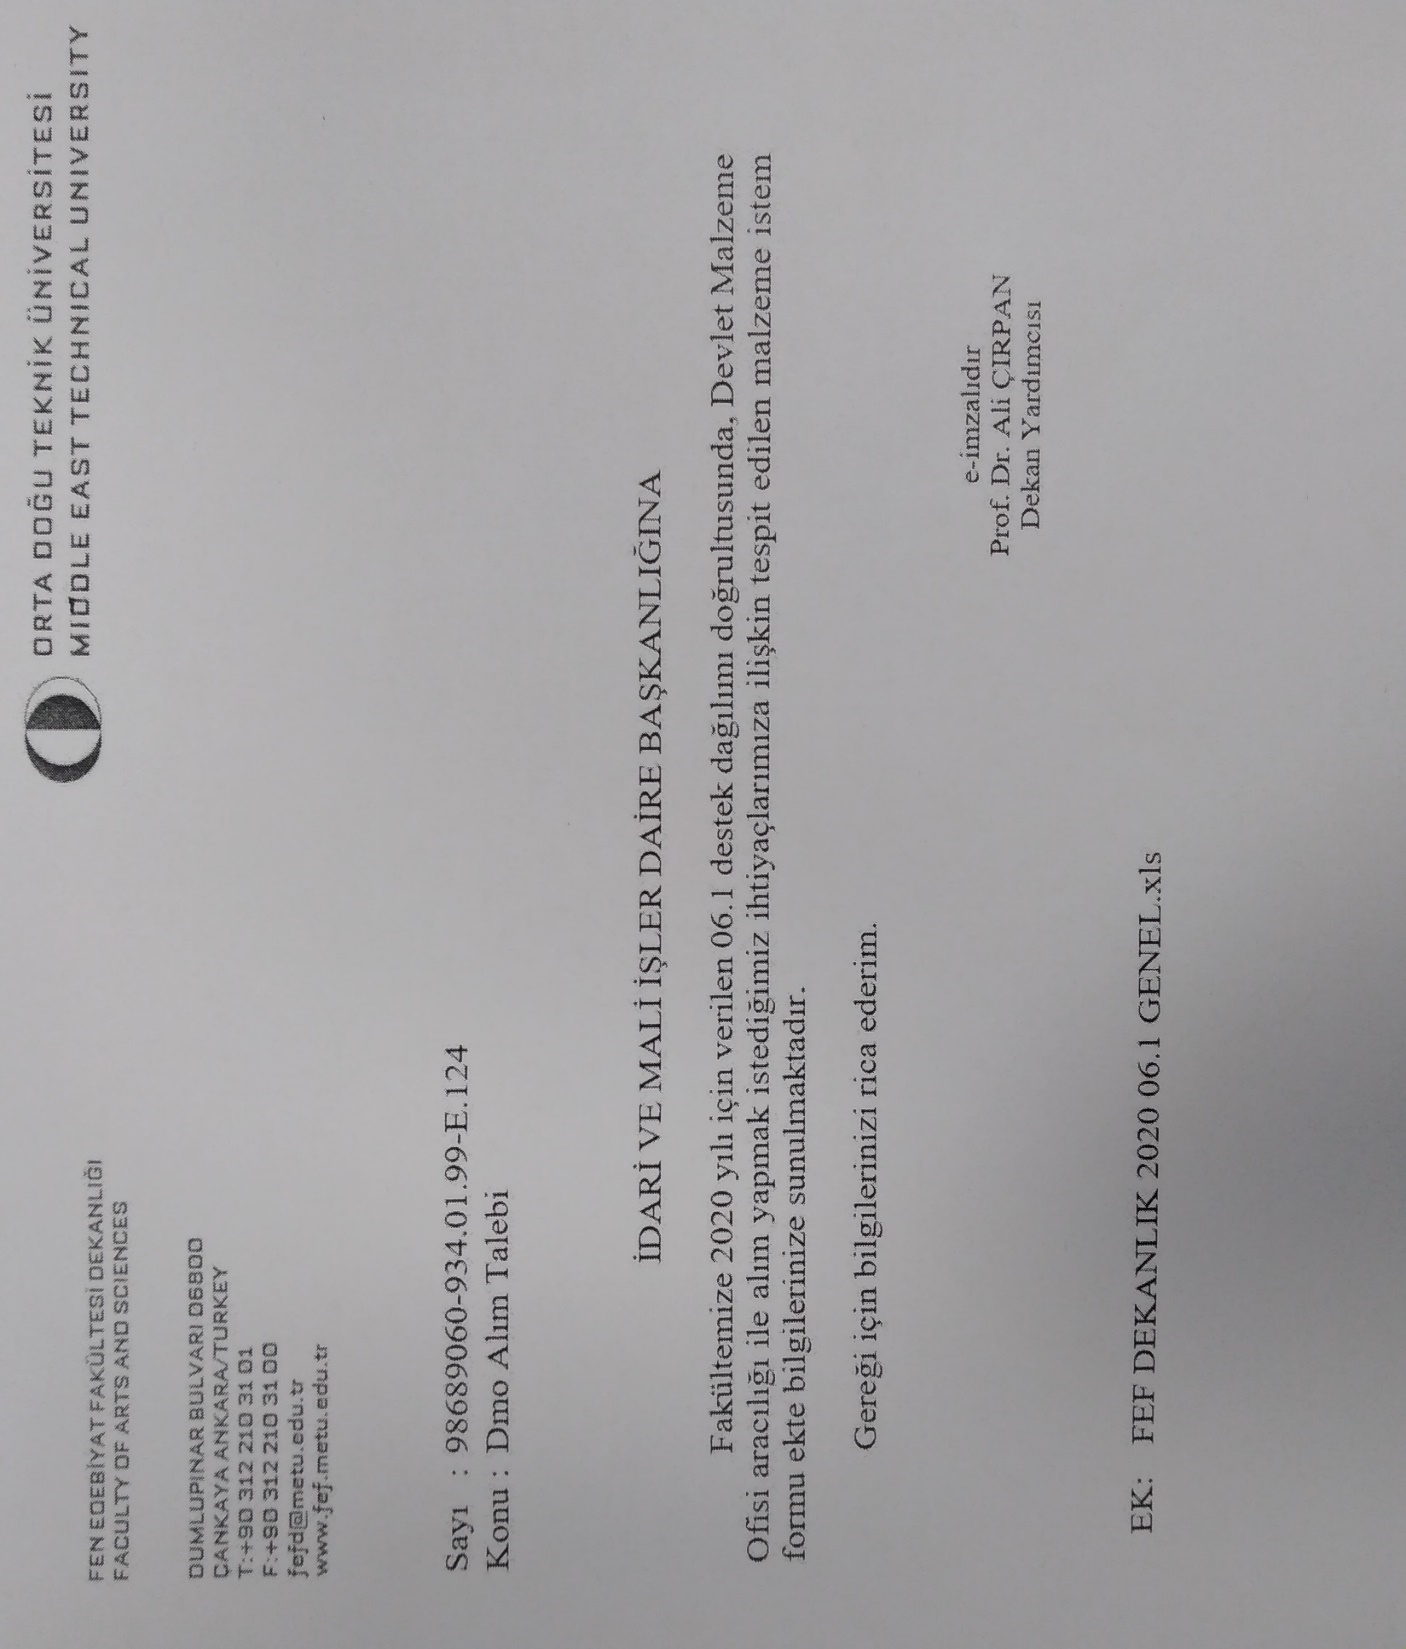 FEN EDEBİYAT FAKÜLTESİ DEKANLIĞI
FACULTY OF ARTS AND SCIENCES
ORTA DOĞU TEKNİK ÜNİVERSİTESİ
MIDDLE EAST TECHNICAL UNIVERSITY
DUMLUPINAR BULVARI 06800
ÇANKAYA ANKARA/TURKEY
T:+90 312 210 31 01
F:+90 312 210 31 00
fefd@metu.edu.tr
www.fef.metu.edu.tr
Sayı : 98689060-934.01.99-E.124
Konu : Dmo Alım Talebi
İDARİ VE MALİ İŞLER DAİRE BAŞKANLIĞINA
Fakültemize 2020 yılı için verilen 06.1 destek dağılımı doğrultusunda, Devlet Malzeme
Ofisi aracılığı ile alım yapmak istediğimiz ihtiyaçlarımıza ilişkin tespit edilen malzeme istem
formu ekte bilgilerinize sunulmaktadır.
Gereği için bilgilerinizi rica ederim.
e-imzalıdır
Prof. Dr. Ali ÇIRPAN
Dekan Yardımcısı
EK: FEF DEKANLIK 2020 06.1 GENEL.xls